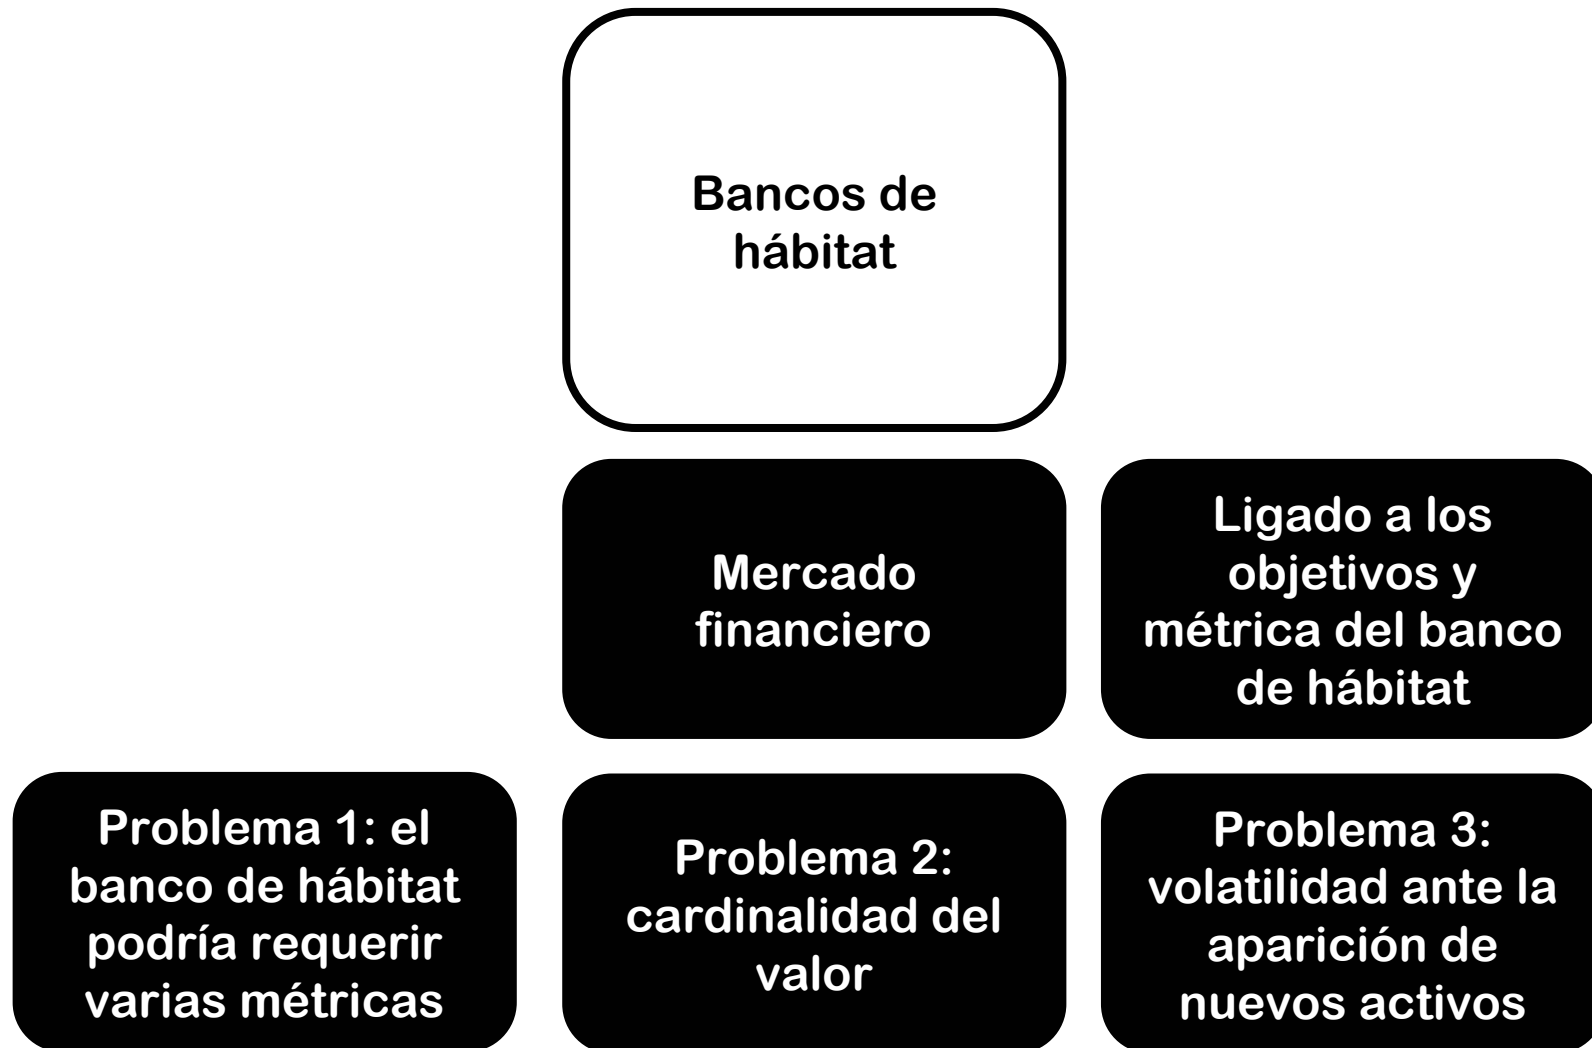 Bancos de
hábitat
Mercado
financiero
Ligado a los
objetivos y
métrica del banco
de hábitat
Problema 1: el
banco de hábitat
podría requerir
varias métricas
Problema 2:
cardinalidad del
valor
Problema 3:
volatilidad ante la
aparición de
nuevos activos